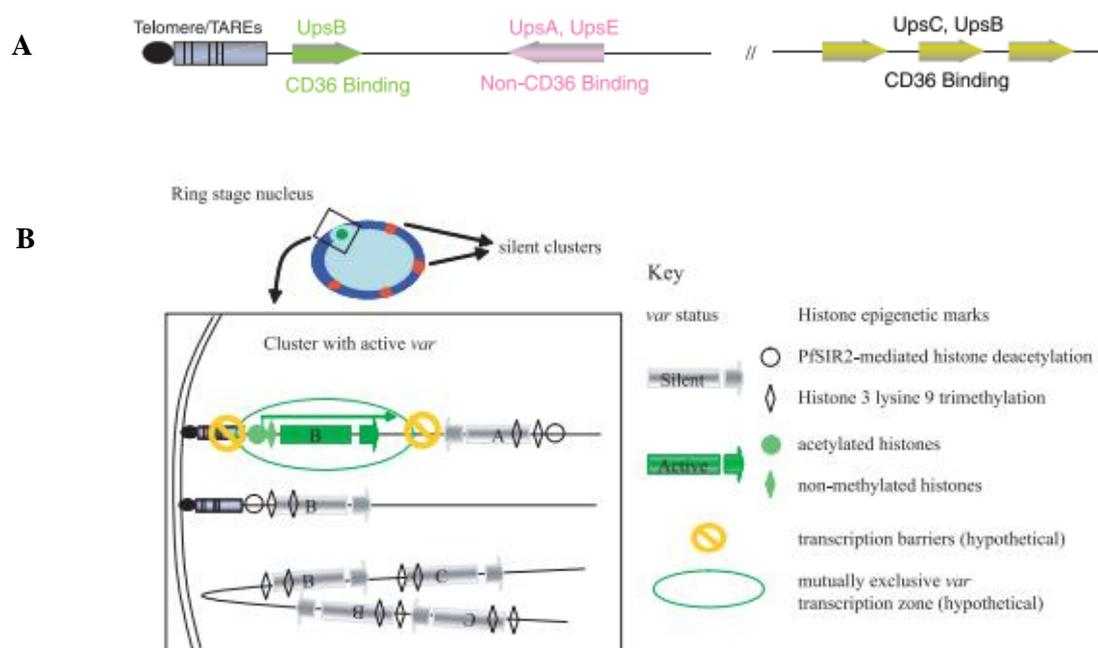 A
Telomere/TAREs
UpsB
UpsA, UpsE
UpsC, UpsB
//
CD36 Binding
Non-CD36 Binding
CD36 Binding
B
Ring stage nucleus
silent clusters
Cluster with active var
B
A
B
B
C
B
C
Key
var status
Histone epigenetic marks
Silent
PfSIR2-mediated histone deacetylation
Histone 3 lysine 9 trimethylation
Active
acetylated histones
non-methylated histones
transcription barriers (hypothetical)
mutually exclusive var
transcription zone (hypothetical)